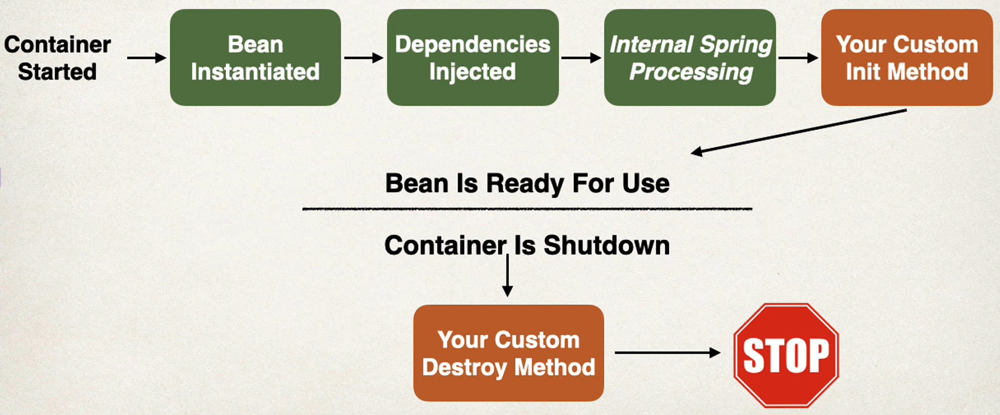 Container
Started
Bean
Instantiated
Dependencies
Injected
Internal Spring
Processing
Your Custom
Init Method
Bean Is Ready For Use
Container Is Shutdown
Your Custom
Destroy Method
STOP